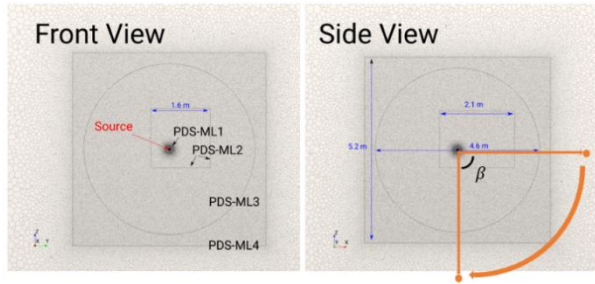 Front View
1.6 m
Source
PDS-ML1
PDS-ML2
PDS-ML3
PDS-ML4
Side View
2.1 m
5.2 m
4.6 m
β